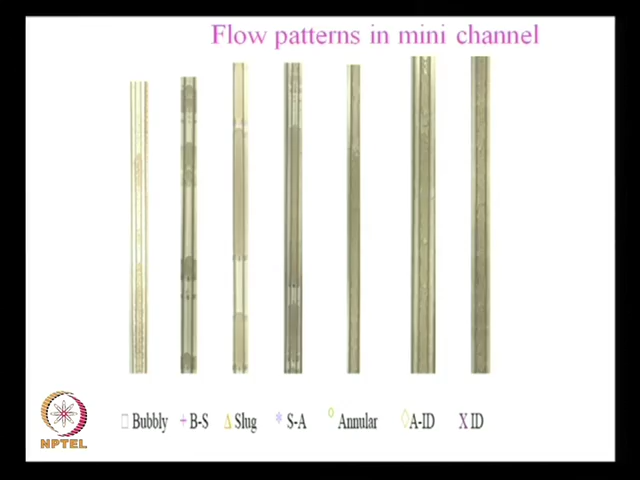 Flow patterns in mini channel
□ Bubbly + B-S Δ Slug * S-A ○ Annular ◇ A-ID X ID
NPTEL